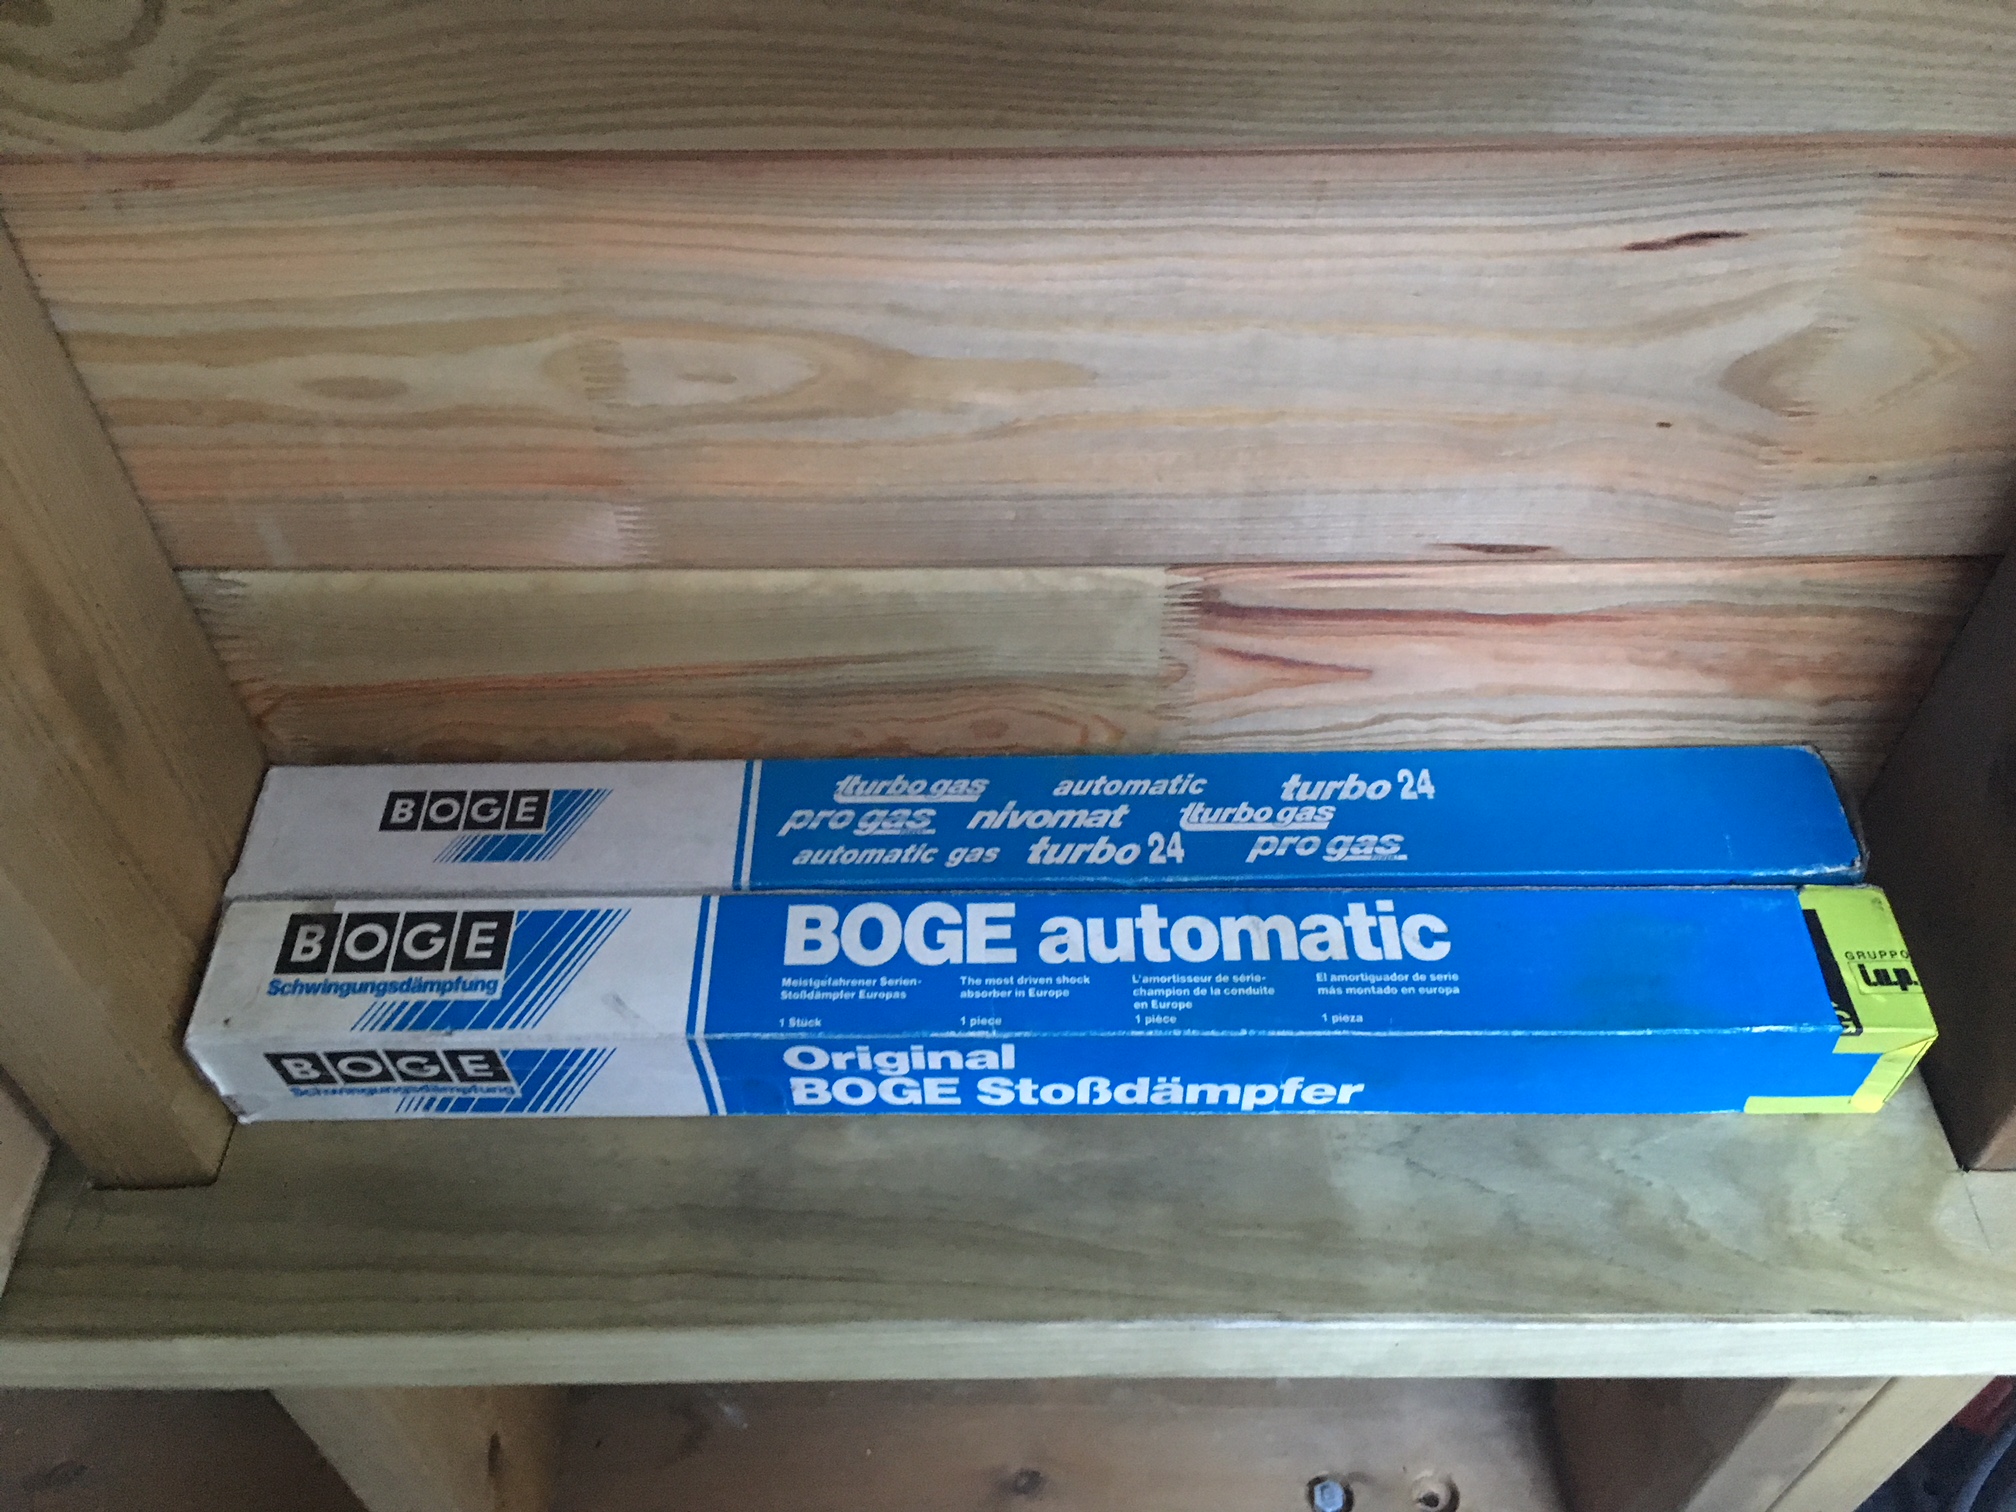 BOGE
turbo gas automatic turbo 24
pro gas nivomat turbo gas
automatic gas turbo 24 pro gas
BOGE
Schwingungsdämpfung
BOGE automatic
Meistgefahrener Serien-
Stoßdämpfer Europas
1 Stück
The most driven shock
absorber in Europe
1 piece
L'amortisseur de série-
champion de la conduite
en Europe
1 pièce
El amortiguador de serie
más montado en europa
1 pieza
GRUPPO
BOGE
Schwingungsdämpfung
Original
BOGE Stoßdämpfer